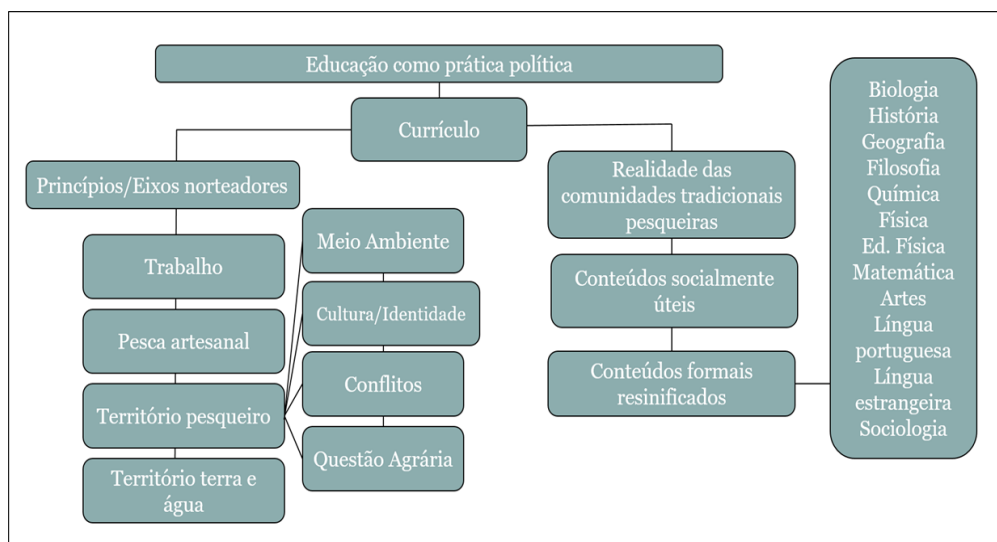 Educação como prática política
Currículo
Princípios/Eixos norteadores
Trabalho
Pesca artesanal
Território pesqueiro
Território terra e
água
Meio Ambiente
Cultura/Identidade
Conflitos
Questão Agrária
Realidade das
comunidades tradicionais
pesqueiras
Conteúdos socialmente
úteis
Conteúdos formais
resinificados
Biologia
História
Geografia
Filosofia
Química
Física
Ed. Física
Matemática
Artes
Língua
portuguesa
Língua
estrangeira
Sociologia